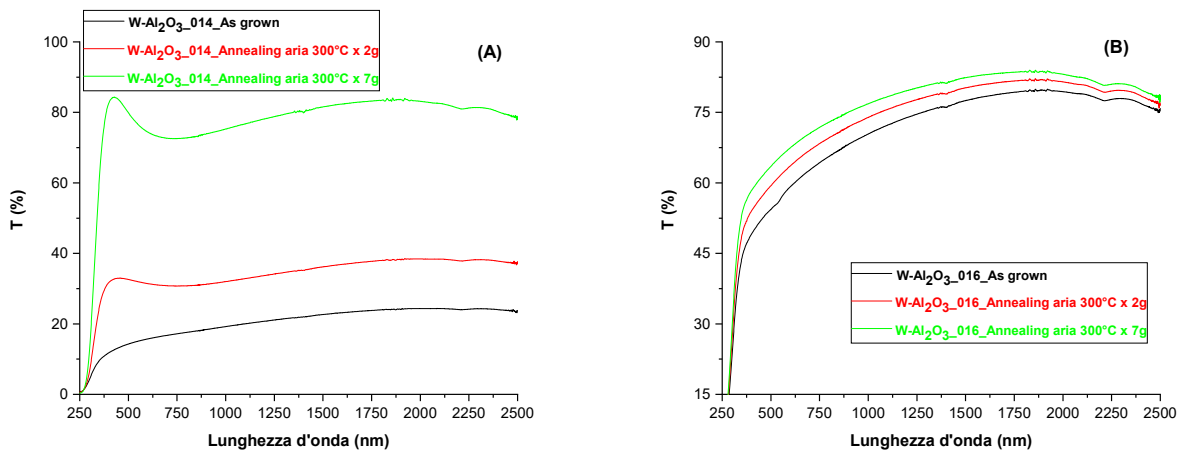 W-Al2O3_014_As grown
W-Al2O3_014_Annealing aria 300°C x 2g
W-Al2O3_014_Annealing aria 300°C x 7g
(A)
100
80
60
40
20
0
T (%)
250 500 750 1000 1250 1500 1750 2000 2250 2500
Lunghezza d'onda (nm)
(B)
90
75
60
45
30
15
T (%)
W-Al2O3_016_As grown
W-Al2O3_016_Annealing aria 300°C x 2g
W-Al2O3_016_Annealing aria 300°C x 7g
250 500 750 1000 1250 1500 1750 2000 2250 2500
Lunghezza d'onda (nm)